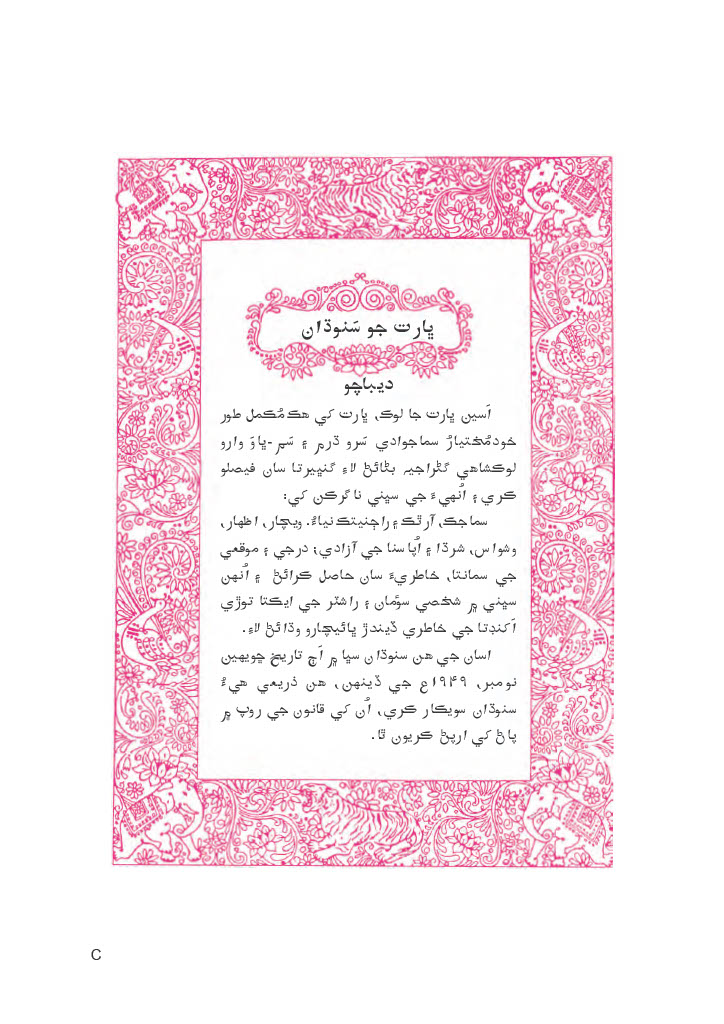 ڀارت جو سَنوڌان
ديباچو
اَسين ڀارت جا لوڪ، ڀارت کي هڪ مُڪمل طور
خودمُختيارُ سماجوادي سَرو ڌرم ۽ سَم-ڀاوَ وارو
لوڪشاهي گڻراجيہ بڻائڻ لاءِ گنڀيرتا سان فيصلو
ڪري ۽ اُنهيءَ جي سڀني ناگرڪن کي:
سماجڪ، آرٿڪ ۽ راڄنيتڪ نياءُ. ويچار، اظهار،
وشواس، شرڌا ۽ اُپاسنا جي آزادي؛ درجي ۽ موقعي
جي سمانتا، خاطريءَ سان حاصل ڪرائڻ ۽ اُنهن
سڀني ۾ شخصي سؤمان ۽ راشٽر جي ايڪتا توڙي
اَکنڊتا جي خاطري ڏيندڙ ڀائيچارو وڌائڻ لاءِ.
اسان جي هن سنوڌان سڀا ۾ اَڄ تاريخ ڇويهين
نومبر، ۱۹۴۹ع جي ڏينهن، هن ذريعي هيءُ
سنوڌان سويڪار ڪري، اُن کي قانون جي روپ ۾
پاڻ کي ارپڻ ڪريون ٿا.
C